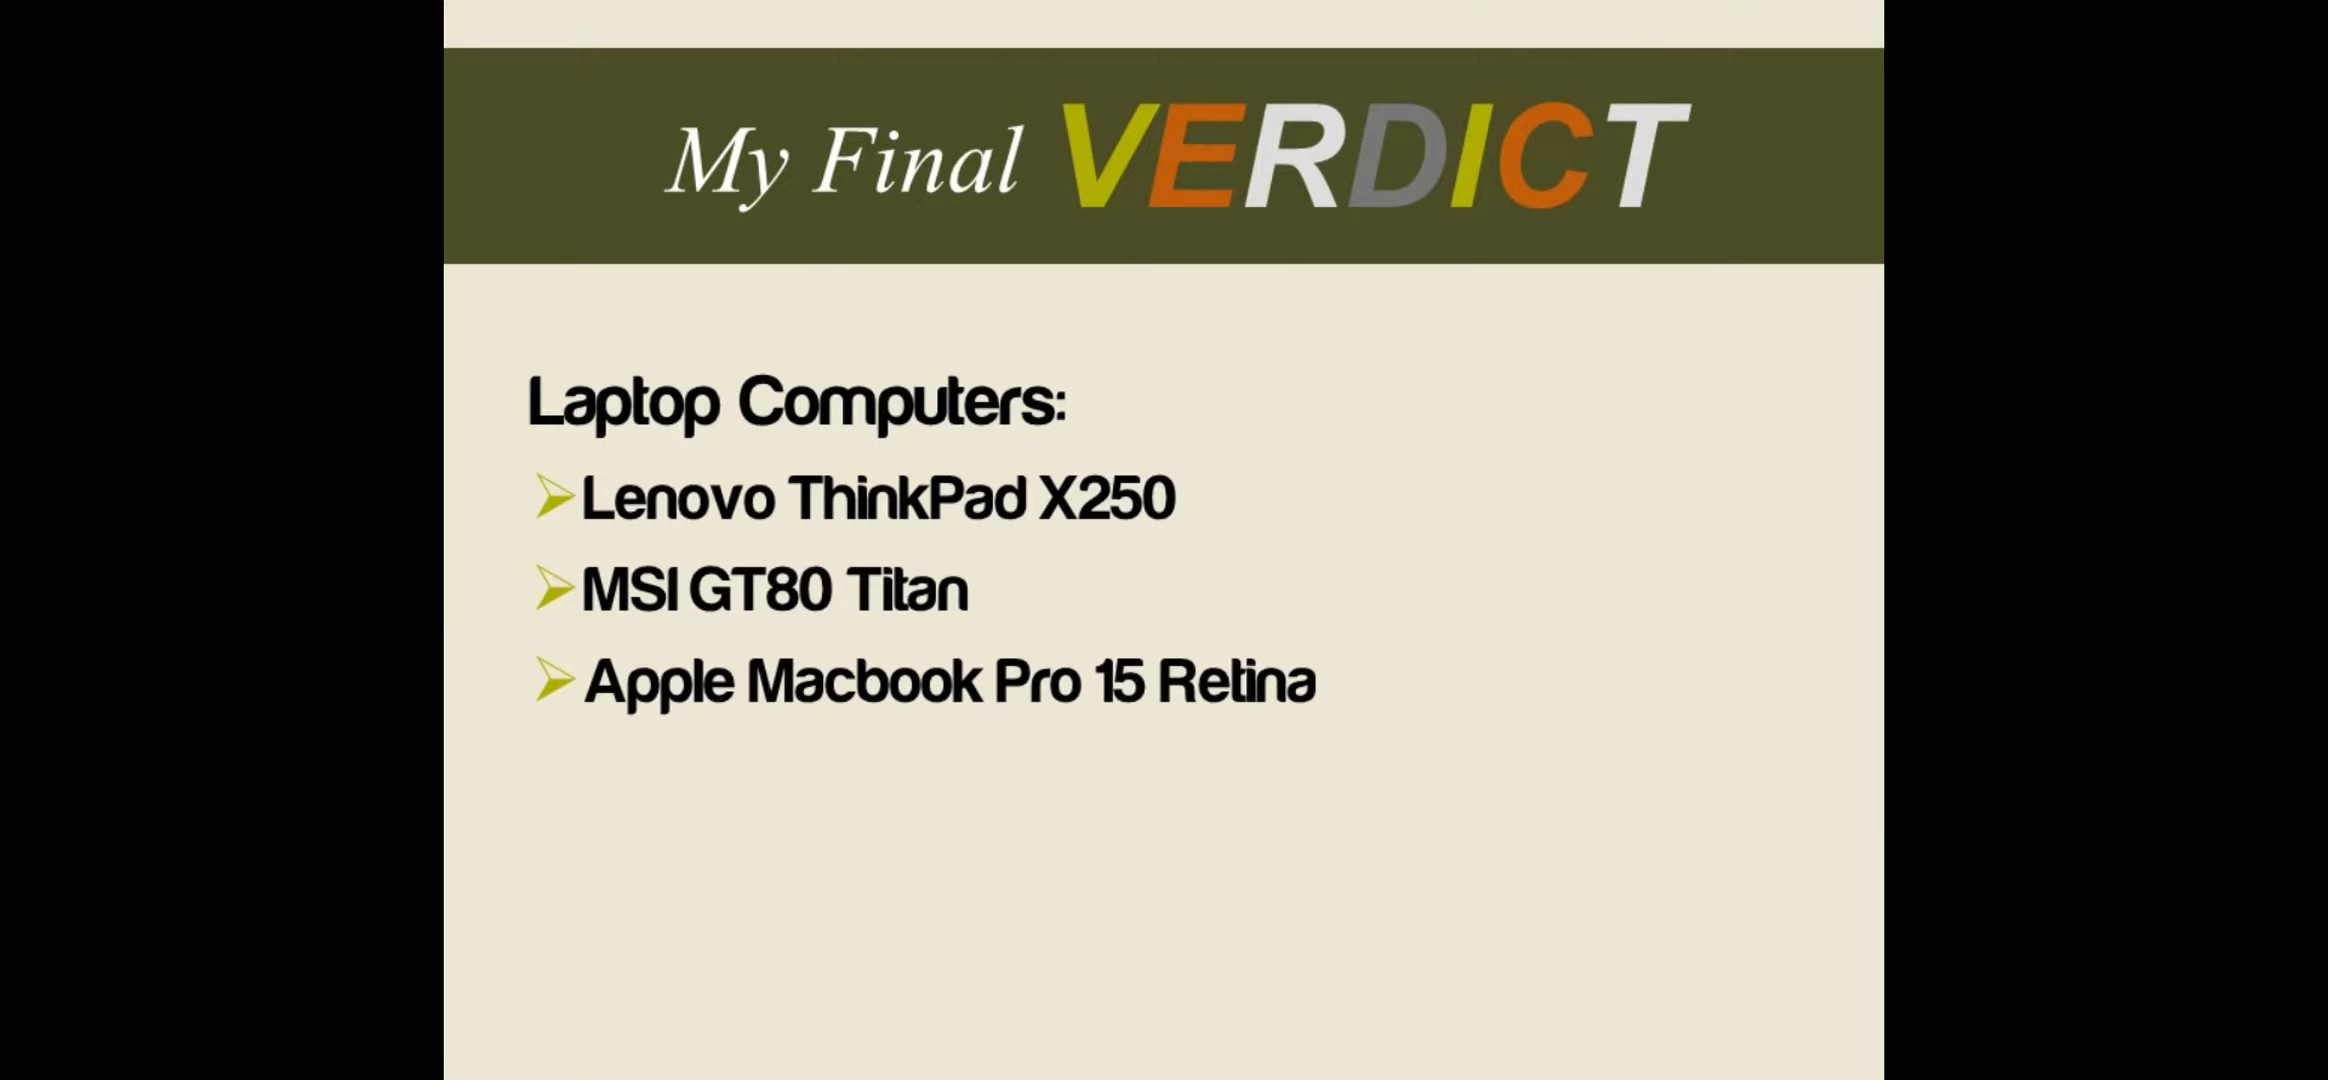 My Final VERDICT
Laptop Computers:
Lenovo ThinkPad X250
MSI GT80 Titan
Apple Macbook Pro 15 Retina